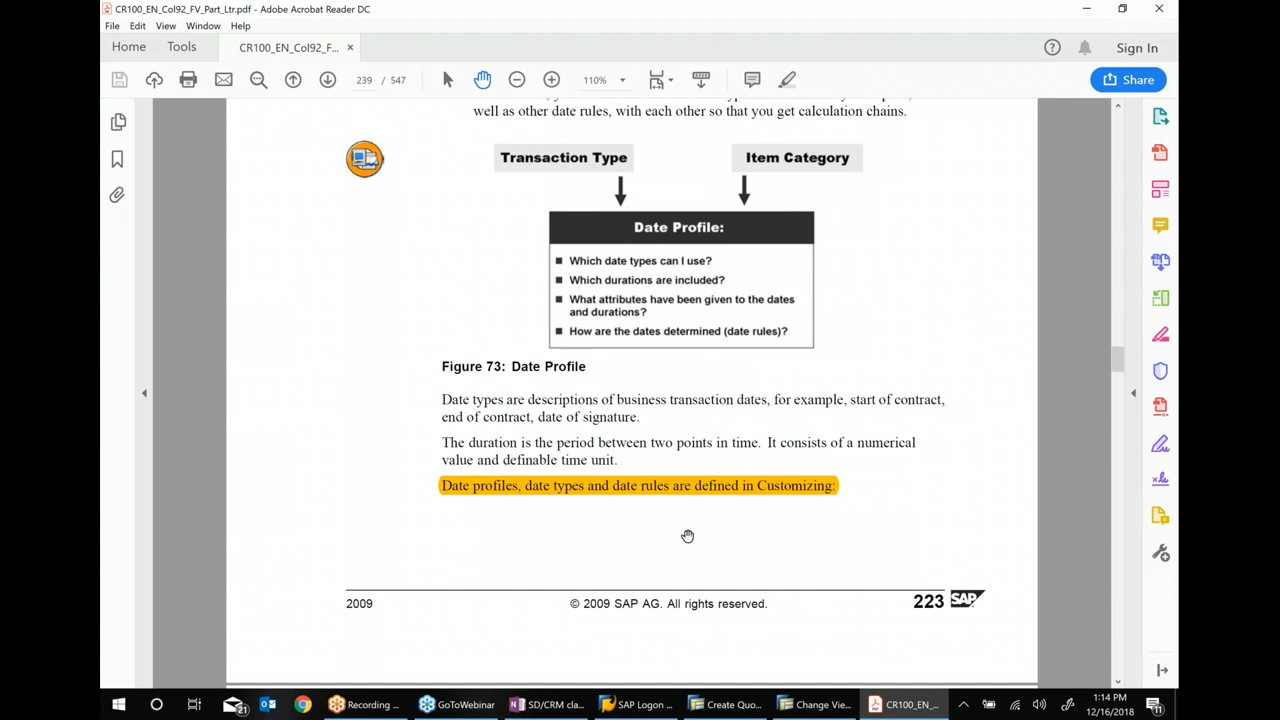 CR100_EN_Col92_FV_Part_Ltr.pdf - Adobe Acrobat Reader DC
File Edit View Window Help
Home Tools CR100_EN_Col92_F... × Sign In
239 / 547 110% Share
well as other date rules, with each other so that you get calculation chains.
Transaction Type Item Category
Date Profile:
Which date types can I use?
Which durations are included?
What attributes have been given to the dates
and durations?
How are the dates determined (date rules)?
Figure 73: Date Profile
Date types are descriptions of business transaction dates, for example, start of contract,
end of contract, date of signature.
The duration is the period between two points in time. It consists of a numerical
value and definable time unit.
Date profiles, date types and date rules are defined in Customizing:
2009 © 2009 SAP AG. All rights reserved. 223 SAP
21 Recording ... GoToWebinar SD/CRM cla... SAP Logon ... Create Quo... Change Vie... CR100_EN_... 1:14 PM
12/16/2018 11